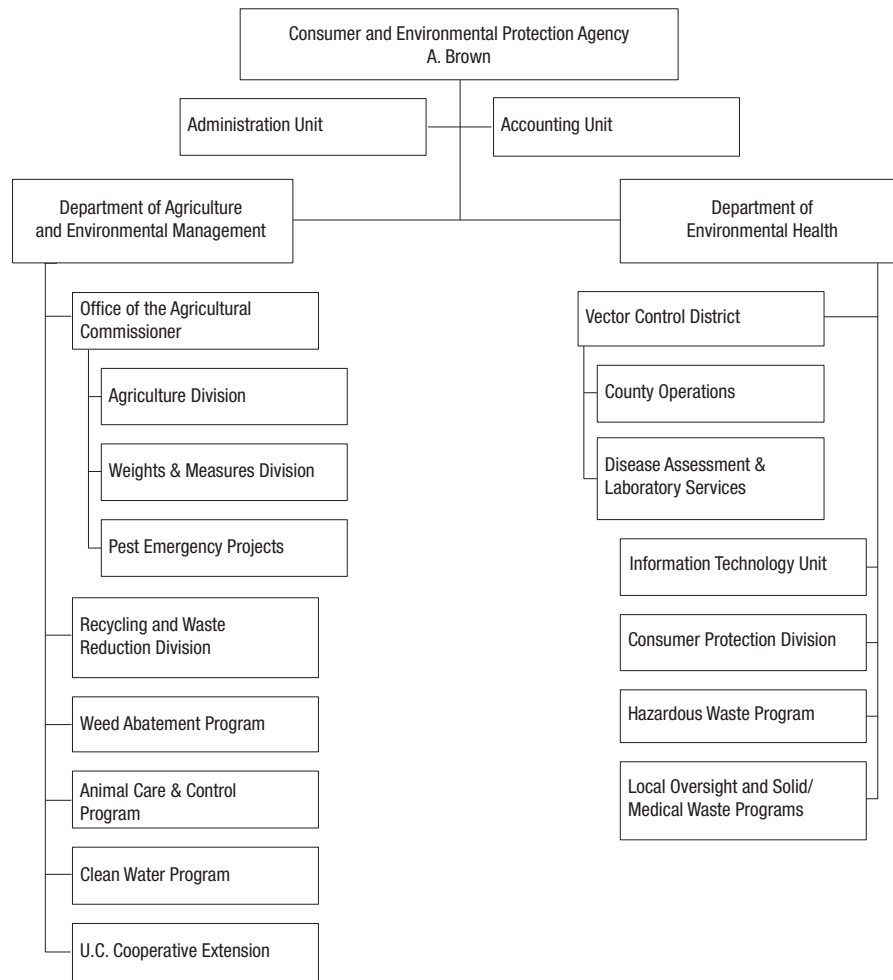 Consumer and Environmental Protection Agency
A. Brown
Administration Unit
Accounting Unit
Department of Agriculture
and Environmental Management
Department of
Environmental Health
Office of the Agricultural
Commissioner
Agriculture Division
Weights & Measures Division
Pest Emergency Projects
Recycling and Waste
Reduction Division
Weed Abatement Program
Animal Care & Control
Program
Clean Water Program
U.C. Cooperative Extension
Vector Control District
County Operations
Disease Assessment &
Laboratory Services
Information Technology Unit
Consumer Protection Division
Hazardous Waste Program
Local Oversight and Solid/
Medical Waste Programs